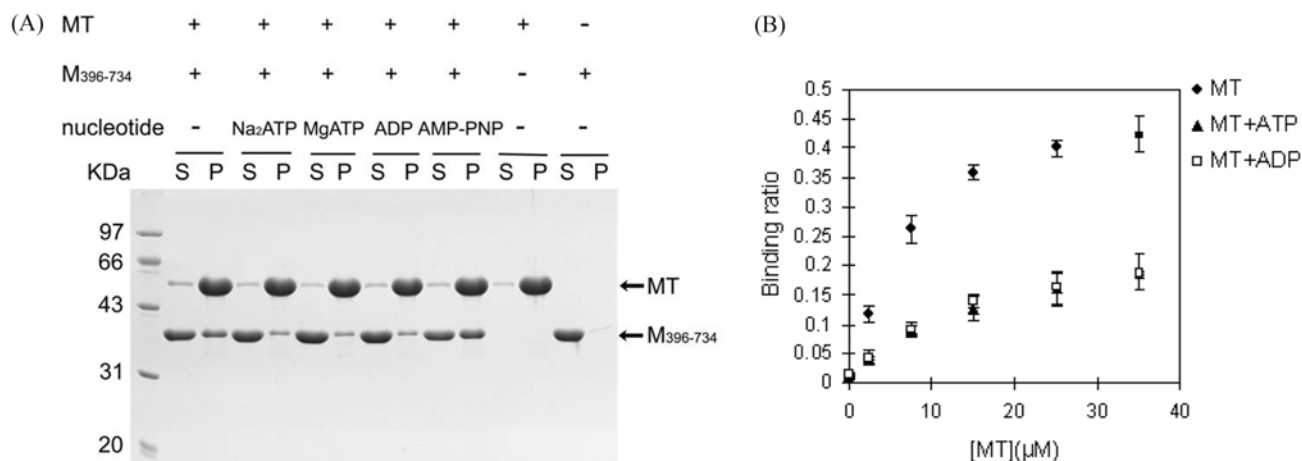 (A) MT + + + + + + -
M396-734 + + + + + - +
nucleotide - Na2ATP MgATP ADP AMP-PNP - -
KDa S P S P S P S P S P S P S P
97
66
43
31
20
MT
M396-734
(B)
Binding ratio
0.5
0.45
0.4
0.35
0.3
0.25
0.2
0.15
0.1
0.05
0
0 10 20 30 40
[MT](µM)
MT
MT+ATP
MT+ADP